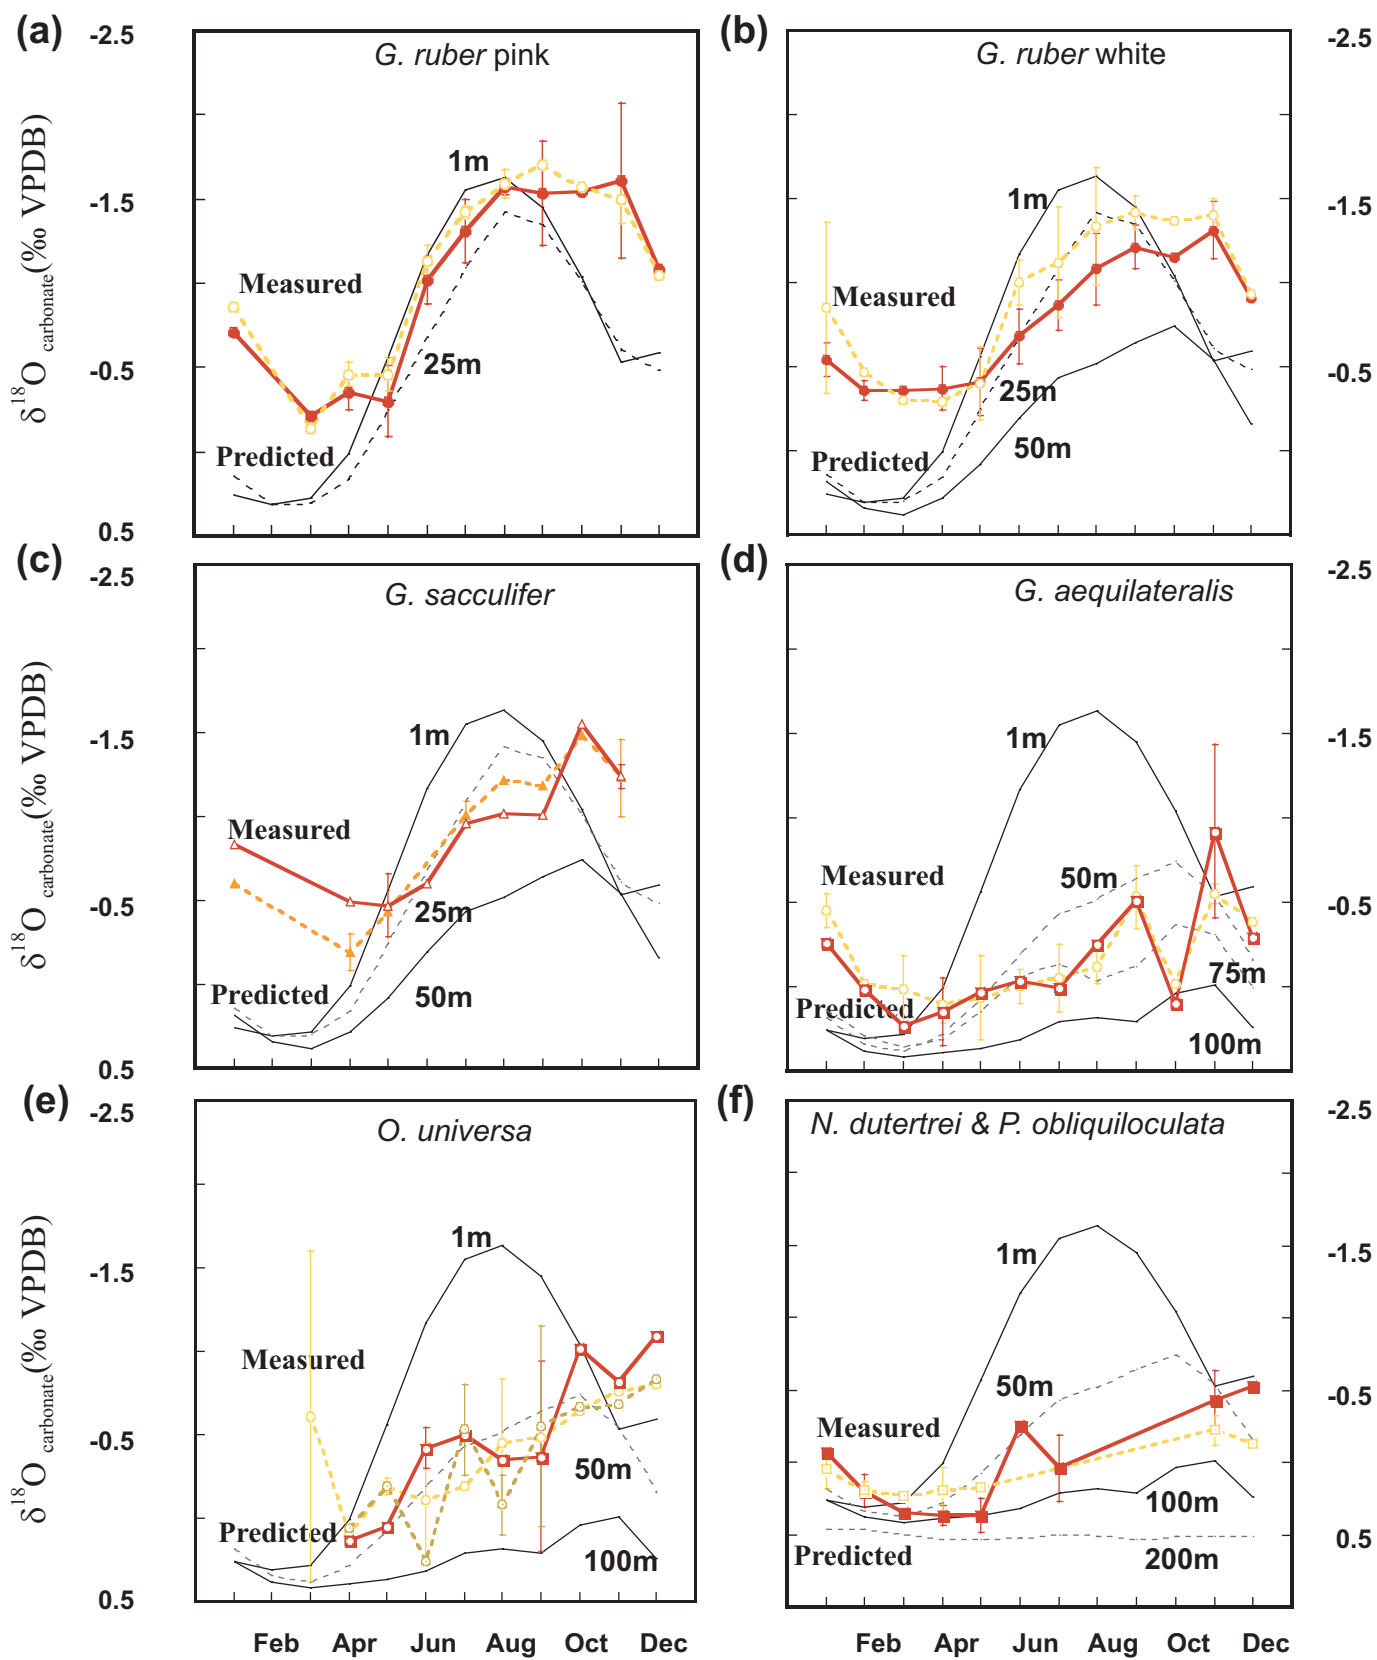 (a)
-2.5
-1.5
-0.5
0.5
δ18O carbonate(‰ VPDB)
G. ruber pink
1m
Measured
25m
Predicted
(b)
G. ruber white
-2.5
-1.5
-0.5
1m
Measured
25m
50m
Predicted
(c)
-2.5
-1.5
-0.5
0.5
δ18O carbonate(‰ VPDB)
G. sacculifer
1m
Measured
25m
50m
Predicted
(d)
G. aequilateralis
-2.5
-1.5
-0.5
1m
Measured
50m
75m
Predicted
100m
(e)
-2.5
-1.5
-0.5
0.5
δ18O carbonate(‰ VPDB)
O. universa
1m
Measured
50m
Predicted
100m
Feb Apr Jun Aug Oct Dec
(f)
N. dutertrei & P. obliquiloculata
-2.5
-1.5
-0.5
0.5
1m
50m
Measured
100m
Predicted
200m
Feb Apr Jun Aug Oct Dec